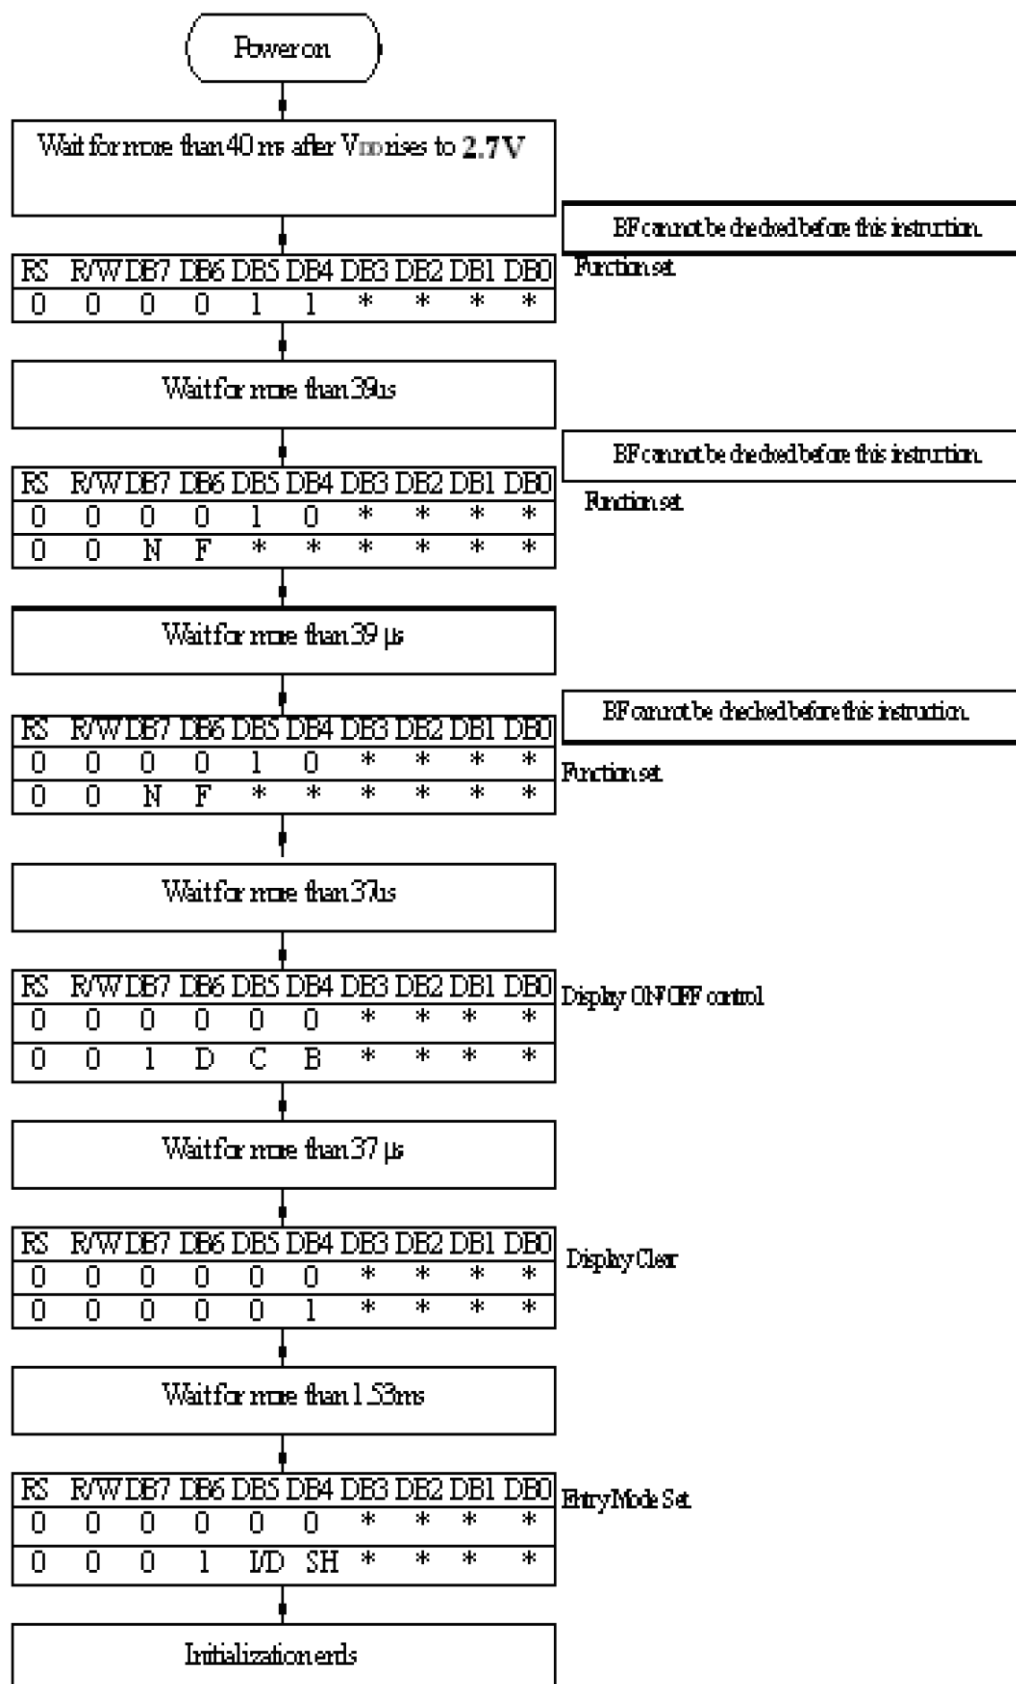 Power on
Wait for more than 40 ms after VDD rises to 2.7V
BF cannot be checked before this instruction.
RS R/W DB7 DB6 DB5 DB4 DB3 DB2 DB1 DB0
Function set
0 0 0 0 1 1 * * * *
Wait for more than 39us
BF cannot be checked before this instruction.
RS R/W DB7 DB6 DB5 DB4 DB3 DB2 DB1 DB0
Function set
0 0 0 0 1 0 * * * *
0 0 N F * * * * * *
Wait for more than 39 μs
BF cannot be checked before this instruction.
RS R/W DB7 DB6 DB5 DB4 DB3 DB2 DB1 DB0
0 0 0 0 1 0 * * * *
Function set
0 0 N F * * * * * *
Wait for more than 37us
RS R/W DB7 DB6 DB5 DB4 DB3 DB2 DB1 DB0
Display ON/OFF control
0 0 0 0 0 0 * * * *
0 0 1 D C B * * * *
Wait for more than 37 μs
RS R/W DB7 DB6 DB5 DB4 DB3 DB2 DB1 DB0
Display Clear
0 0 0 0 0 0 * * * *
0 0 0 0 0 1 * * * *
Wait for more than 1.53ms
RS R/W DB7 DB6 DB5 DB4 DB3 DB2 DB1 DB0
Entry Mode Set
0 0 0 0 0 0 * * * *
0 0 0 1 I/D SH * * * *
Initialization ends